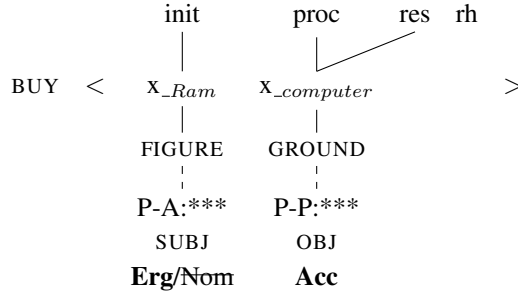 init proc res rh
BUY < x_Ram x_computer >
FIGURE GROUND
P-A:*** P-P:***
SUBJ OBJ
Erg/Nom Acc